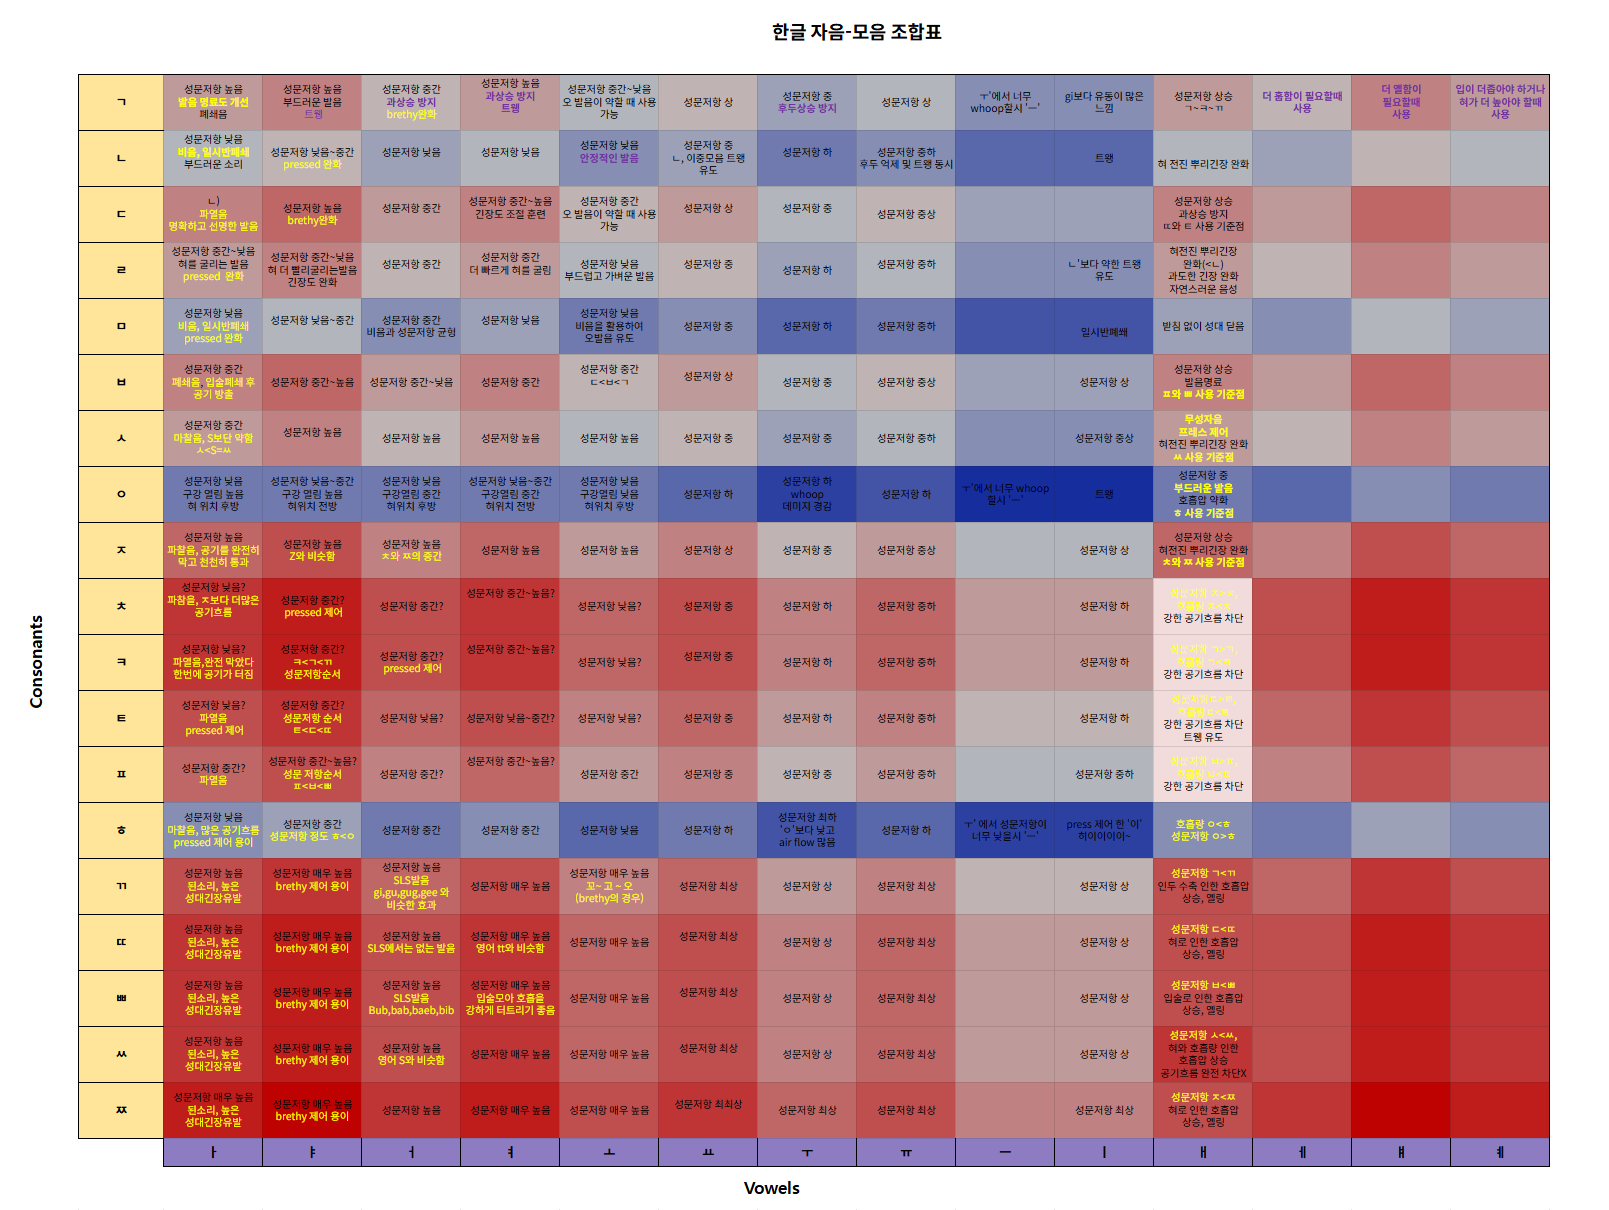 한글 자음-모음 조합표
Consonants
ㄱ
성문저항 높음
발음 명료도 개선
폐쇄음
성문저항 높음
부드러운 발음
트웽
성문저항 중간
과상승 방지
brethy완화
성문저항 높음
과상승 방지
트웽
성문저항 중간~낮음
오 발음이 약할 때 사용
가능
성문저항 상
성문저항 중
후두상승 방지
성문저항 상
ㅜ'에서 너무
whoop할시 'ㅡ'
gi보다 유동이 많은
느낌
성문저항 상승
ㄱ~ㅋ~ㄲ
더 홈함이 필요할때
사용
더 열함이
필요할때
사용
입이 더좁아야 하거나
혀가 더 높아야 할때
사용
ㄴ
성문저항 낮음
비음, 일시반폐쇄
부드러운 소리
성문저항 낮음~중간
pressed 완화
성문저항 낮음
성문저항 낮음
성문저항 낮음
안정적인 발음
성문저항 중
ㄴ, 이중모음 트왱
유도
성문저항 하
성문저항 중하
후두 억제 및 트왱 동시
트왱
혀 전진 뿌리긴장 완화
ㄷ
ㄴ)
파열음
명확하고 선명한 발음
성문저항 높음
brethy완화
성문저항 중간
성문저항 중간~높음
긴장도 조절 훈련
성문저항 중간
오 발음이 약할 때 사용
가능
성문저항 상
성문저항 중
성문저항 중상
성문저항 상승
과상승 방지
ㄸ와 ㅌ 사용 기준점
ㄹ
성문저항 중간~낮음
혀를 굴리는 발음
pressed 완화
성문저항 중간~낮음
혀 더 빨리굴리는발음
긴장도 완화
성문저항 중간
성문저항 중간
더 빠르게 혀를 굴림
성문저항 낮음
부드럽고 가벼운 발음
성문저항 중
성문저항 하
성문저항 중하
ㄴ'보다 약한 트왱
유도
혀전진 뿌리긴장
완화(<ㄴ)
과도한 긴장 완화
자연스러운 음성
ㅁ
성문저항 낮음
비음, 일시반폐쇄
pressed 완화
성문저항 낮음~중간
성문저항 중간
비음과 성문저항 균형
성문저항 낮음
성문저항 낮음
비음을 활용하여
오발음 유도
성문저항 중
성문저항 하
성문저항 중하
일시반폐쇄
받침 없이 성대 닫음
ㅂ
성문저항 중간
폐쇄음, 입술폐쇄 후
공기 방출
성문저항 중간~높음
성문저항 중간~낮음
성문저항 중간
성문저항 중간
ㄷ<ㅂ<ㄱ
성문저항 상
성문저항 중
성문저항 중상
성문저항 상
성문저항 상승
발음명료
ㅍ와 ㅃ 사용 기준점
ㅅ
성문저항 중간
마찰음, S보단 약함
ㅅ<S=ㅆ
성문저항 높음
성문저항 높음
성문저항 높음
성문저항 높음
성문저항 중
성문저항 중
성문저항 중하
성문저항 중상
무성자음
프레스 제어
혀전진 뿌리긴장 완화
ㅆ 사용 기준점
ㅇ
성문저항 낮음
구강 열림 높음
혀 위치 후방
성문저항 낮음~중간
구강 열림 높음
혀위치 전방
성문저항 낮음
구강열림 중간
혀위치 후방
성문저항 낮음~중간
구강열림 중간
혀위치 전방
성문저항 낮음
구강열림 낮음
혀위치 후방
성문저항 하
성문저항 하
whoop
데미지 경감
성문저항 하
ㅜ'에서 너무 whoop
할시 'ㅡ'
트왱
성문저항 중
부드러운 발음
호흡압 약화
ㅎ 사용 기준점
ㅈ
성문저항 높음
파찰음, 공기를 완전히
막고 천천히 통과
성문저항 높음
Z와 비슷함
성문저항 높음
ㅊ와 ㅉ의 중간
성문저항 높음
성문저항 높음
성문저항 상
성문저항 중
성문저항 중상
성문저항 상
성문저항 상승
혀전진 뿌리긴장 완화
ㅊ와 ㅉ 사용 기준점
ㅊ
성문저항 낮음?
파참음, ㅈ보다 더많은
공기흐름
성문저항 중간?
pressed 제어
성문저항 중간?
성문저항 중간~높음?
성문저항 낮음?
성문저항 중
성문저항 하
성문저항 중하
성문저항 하
강한 공기흐름 차단
ㅋ
성문저항 낮음?
파열음,완전 막았다
한번에 공기가 터짐
성문저항 중간?
ㅋ<ㄱ<ㄲ
성문저항순서
성문저항 중간?
pressed 제어
성문저항 중간~높음?
성문저항 낮음?
성문저항 중
성문저항 하
성문저항 중하
성문저항 하
강한 공기흐름 차단
ㅌ
성문저항 낮음?
파열음
pressed 제어
성문저항 중간?
성문저항 순서
ㅌ<ㄷ<ㄸ
성문저항 낮음?
성문저항 낮음~중간?
성문저항 낮음?
성문저항 중
성문저항 하
성문저항 중하
성문저항 하
강한 공기흐름 차단
트웽 유도
ㅍ
성문저항 중간?
파열음
성문저항 중간~높음?
성문 저항순서
ㅍ<ㅂ<ㅃ
성문저항 중간?
성문저항 중간~높음?
성문저항 중간
성문저항 중
성문저항 중
성문저항 중하
성문저항 중하
강한 공기흐름 차단
ㅎ
성문저항 낮음
마찰음, 많은 공기흐름
pressed 제어 용이
성문저항 중간
성문저항 정도 ㅎ<ㅇ
성문저항 중간
성문저항 중간
성문저항 낮음
성문저항 하
성문저항 최하
'ㅇ'보다 낮고
air flow 많음
성문저항 하
ㅜ' 에서 성문저항이
너무 낮을시 'ㅡ'
press 제어 한 '이'
히이이이이~
호흡량 ㅇ<ㅎ
성문저항 ㅇ>ㅎ
ㄲ
성문저항 높음
된소리, 높은
성대긴장유발
성문저항 매우 높음
brethy 제어 용이
성문저항 높음
SLS발음
gi,gu,gug,gee 와
비슷한 효과
성문저항 매우 높음
성문저항 매우 높음
꼬~ 고 ~ 오
(brethy의 경우)
성문저항 최상
성문저항 상
성문저항 최상
성문저항 상
성문저항 ㄱ<ㄲ
인두 수축 인한 호흡압
상승, 멜링
ㄸ
성문저항 높음
된소리, 높은
성대긴장유발
성문저항 매우 높음
brethy 제어 용이
성문저항 높음
SLS에서는 없는 발음
성문저항 매우 높음
영어 tt와 비슷함
성문저항 매우 높음
성문저항 최상
성문저항 상
성문저항 최상
성문저항 상
성문저항 ㄷ<ㄸ
혀로 인한 호흡압
상승, 멜링
ㅃ
성문저항 높음
된소리, 높은
성대긴장유발
성문저항 매우 높음
brethy 제어 용이
성문저항 높음
SLS발음
Bub,bab,baeb,bib
성문저항 매우 높음
입술모아 호흡을
강하게 터트리기 좋음
성문저항 매우 높음
성문저항 최상
성문저항 상
성문저항 최상
성문저항 상
성문저항 ㅂ<ㅃ
입술로 인한 호흡압
상승, 멜링
ㅆ
성문저항 높음
된소리, 높은
성대긴장유발
성문저항 매우 높음
brethy 제어 용이
성문저항 높음
영어 S와 비슷함
성문저항 매우 높음
성문저항 매우 높음
성문저항 최상
성문저항 상
성문저항 최상
성문저항 상
성문저항 ㅅ<ㅆ,
혀와 호흡량 인한
호흡압 상승
공기흐름 완전 차단X
ㅉ
성문저항 매우 높음
된소리, 높은
성대긴장유발
성문저항 매우 높음
brethy 제어 용이
성문저항 높음
성문저항 매우 높음
성문저항 매우 높음
성문저항 최최상
성문저항 최상
성문저항 최상
성문저항 최상
성문저항 ㅈ<ㅉ
혀로 인한 호흡압
상승, 멜링
ㅏ
ㅑ
ㅓ
ㅕ
ㅗ
ㅛ
ㅜ
ㅠ
ㅡ
ㅣ
ㅐ
ㅔ
ㅒ
ㅖ
Vowels